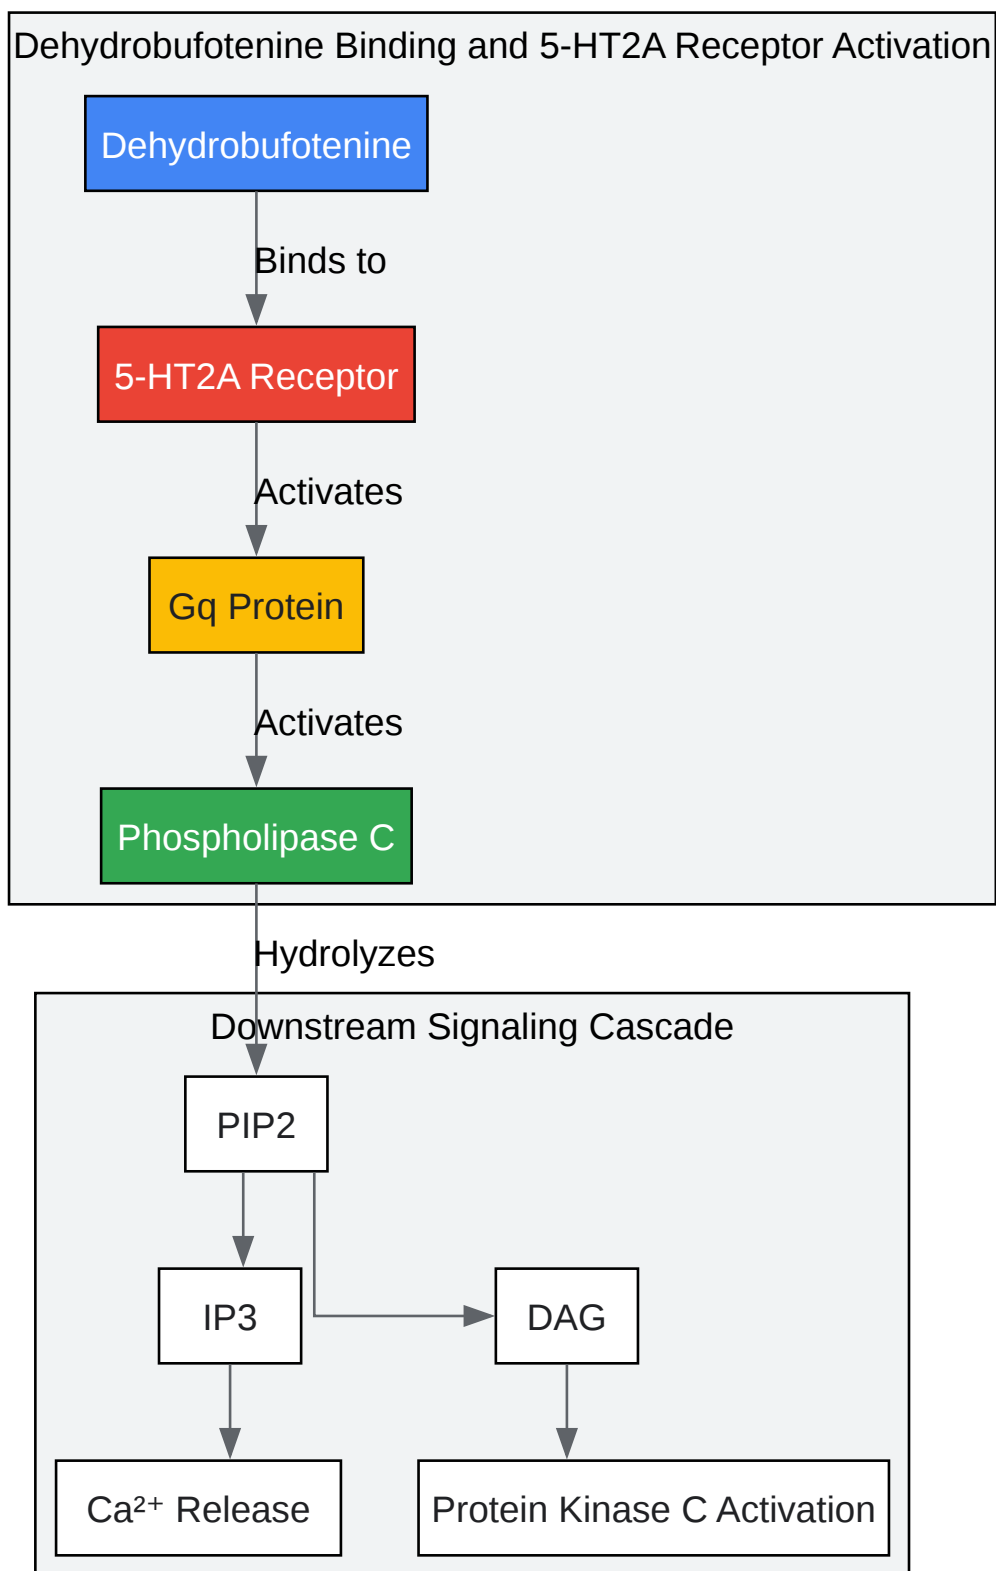 Dehydrobufotenine Binding and 5-HT2A Receptor Activation
Dehydrobufotenine
Binds to
5-HT2A Receptor
Activates
Gq Protein
Activates
Phospholipase C
Hydrolyzes
Downstream Signaling Cascade
PIP2
IP3
DAG
Ca²⁺ Release
Protein Kinase C Activation